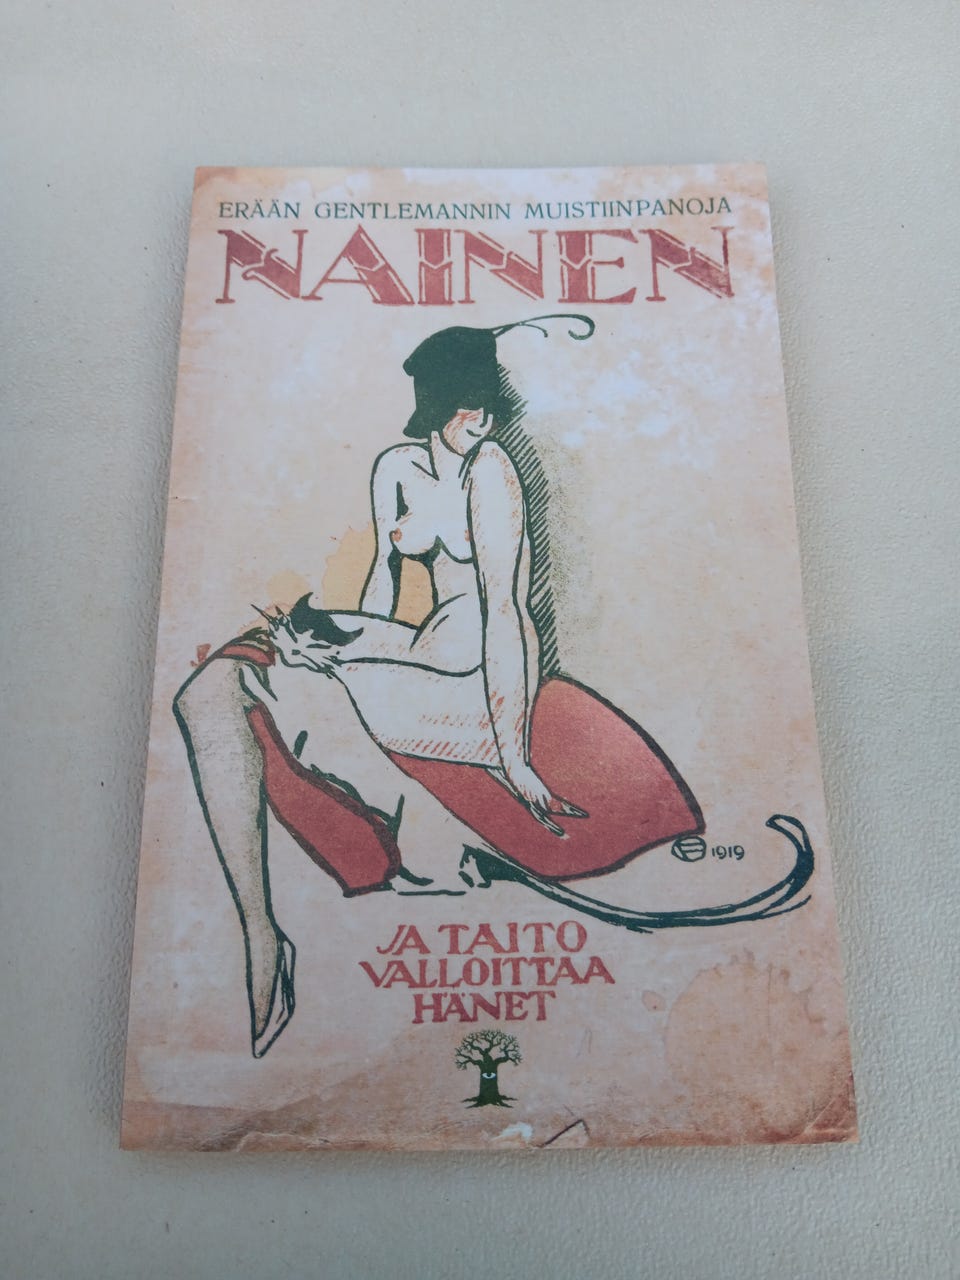 ERÄÄN GENTLEMANNIN MUISTIINPANOJA
NAINEN
1919
JA TAITO
VALLOITTAA
HÄNET